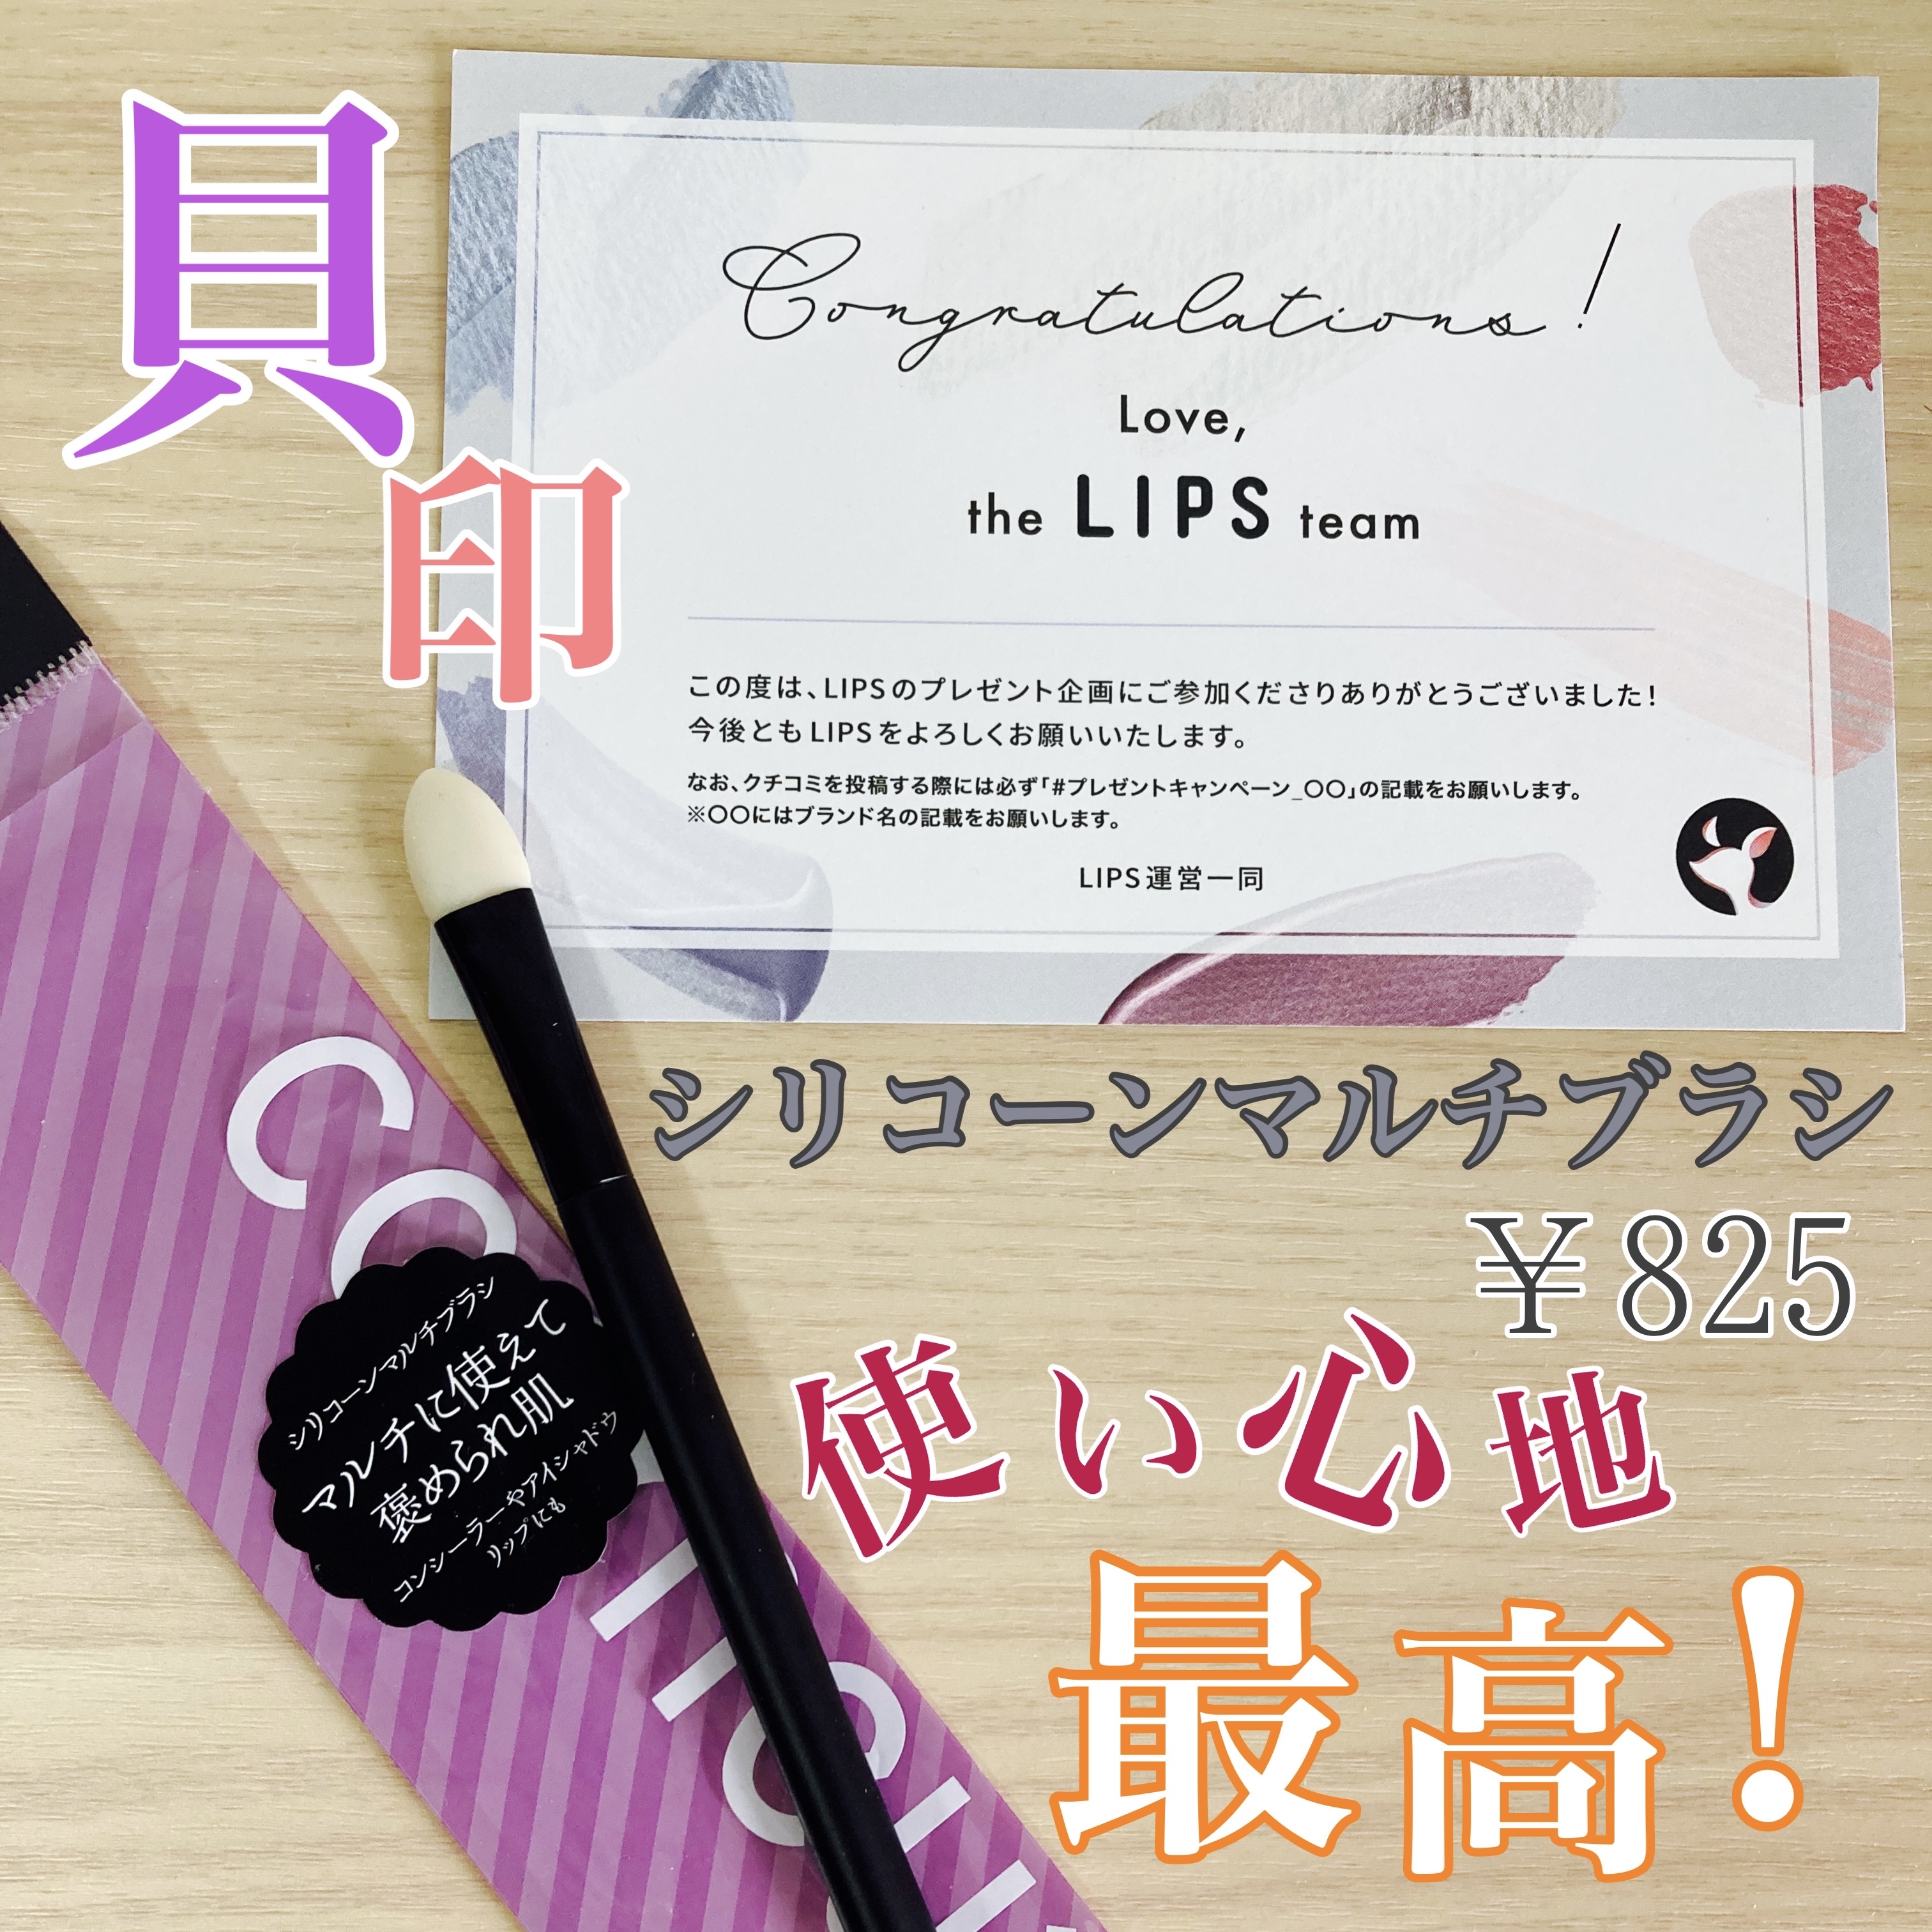 貝印
Congratulations!
Love,
the LIPS team
この度は、LIPSのプレゼント企画にご参加くださりありがとうございました!
今後ともLIPSをよろしくお願いいたします。
なお、クチコミを投稿する際には必ず「#プレゼントキャンペーン_〇〇」の記載をお願いします。
※〇〇にはブランド名の記載をお願いします。
LIPS運営一同
シリコーンマルチブラシ
¥825
使い心地
最高!
シリコーンマルチブラシ
マルチに使えて
褒められ肌
コンシーラーやアイシャドウ
リップにも